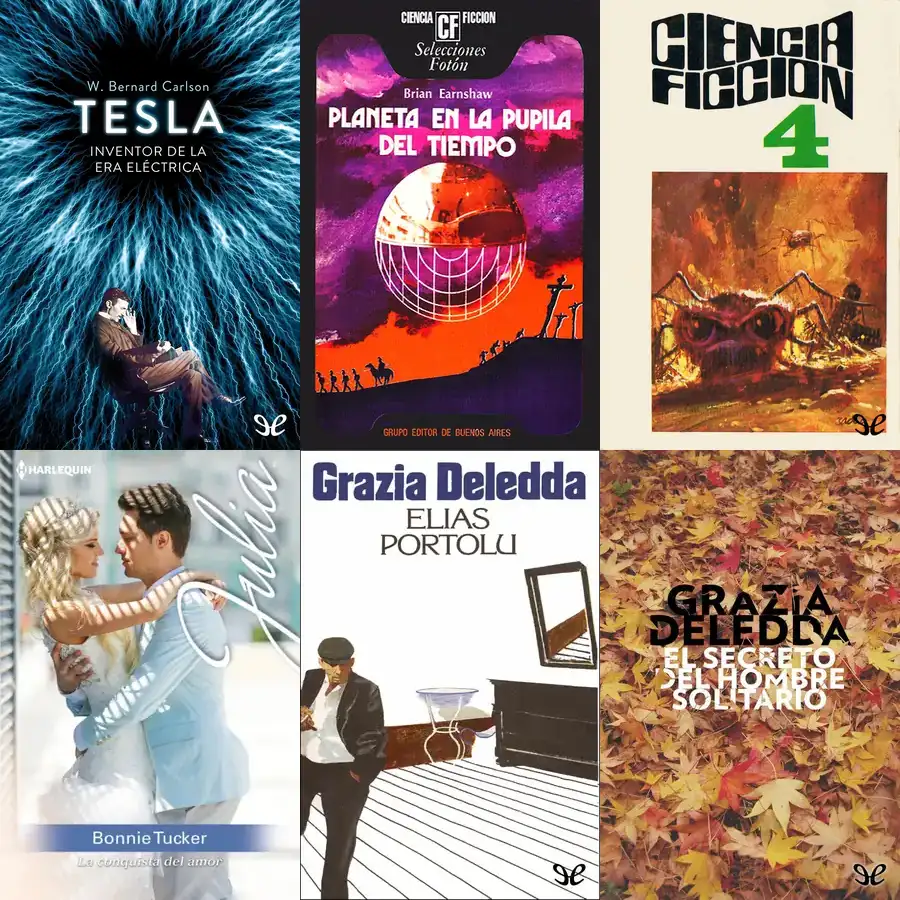 W. Bernard Carlson
TESLA
INVENTOR DE LA
ERA ELÉCTRICA
CIENCIA CF FICCION
Selecciones
Fotón
Brian Earnshaw
PLANETA EN LA PUPILA
DEL TIEMPO
GRUPO EDITOR DE BUENOS AIRES
CIENCIA
FICCION
4
HARLEQUIN
Julia
Bonnie Tucker
La conquista del amor
Grazia Deledda
ELIAS
PORTOLU
GRAZIA
DELEDDA
EL SECRETO
DEL HOMBRE
SOLITARIO